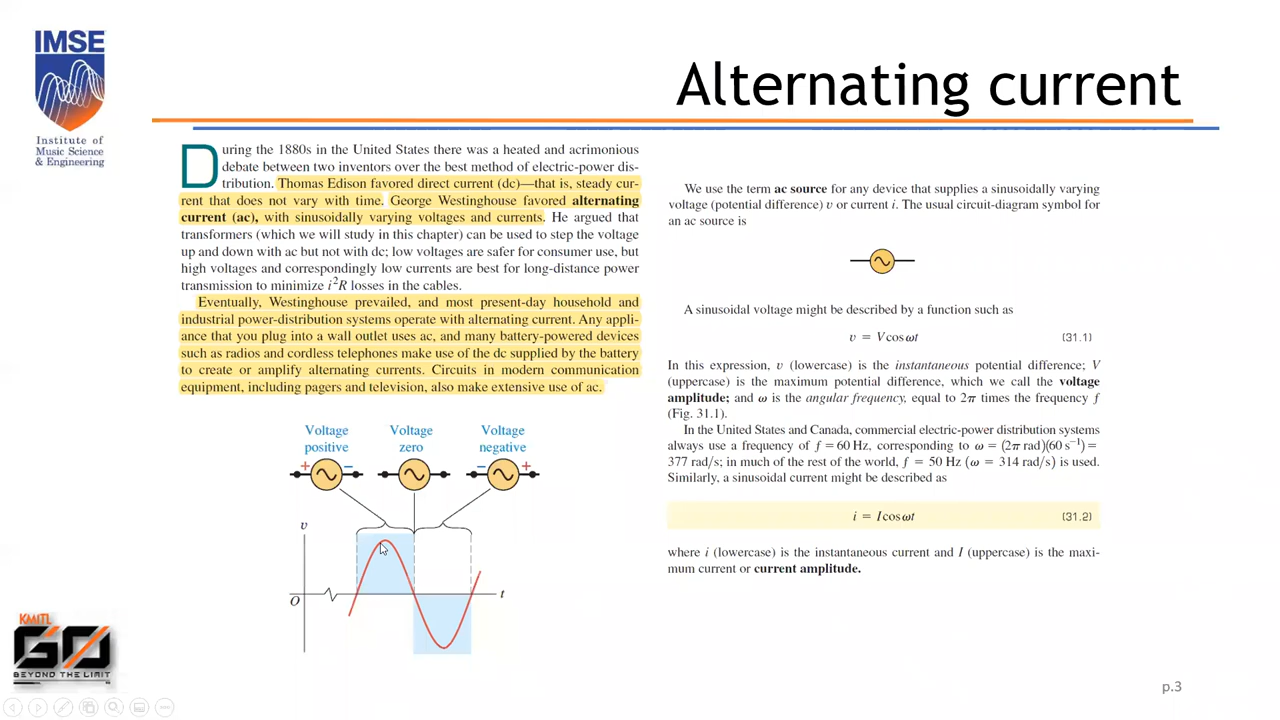 IMSE
Institute of
Music Science
& Engineering
Alternating current
During the 1880s in the United States there was a heated and acrimonious
debate between two inventors over the best method of electric-power dis-
tribution. Thomas Edison favored direct current (dc)—that is, steady cur-
rent that does not vary with time. George Westinghouse favored alternating
current (ac), with sinusoidally varying voltages and currents. He argued that
transformers (which we will study in this chapter) can be used to step the voltage
up and down with ac but not with dc; low voltages are safer for consumer use, but
high voltages and correspondingly low currents are best for long-distance power
transmission to minimize i²R losses in the cables.
Eventually, Westinghouse prevailed, and most present-day household and
industrial power-distribution systems operate with alternating current. Any appli-
ance that you plug into a wall outlet uses ac, and many battery-powered devices
such as radios and cordless telephones make use of the dc supplied by the battery
to create or amplify alternating currents. Circuits in modern communication
equipment, including pagers and television, also make extensive use of ac.
Voltage positive
Voltage zero
Voltage negative
+ −
− +
v
O
t
We use the term ac source for any device that supplies a sinusoidally varying
voltage (potential difference) v or current i. The usual circuit-diagram symbol for
an ac source is
A sinusoidal voltage might be described by a function such as
v = V cos ωt (31.1)
In this expression, v (lowercase) is the instantaneous potential difference; V
(uppercase) is the maximum potential difference, which we call the voltage
amplitude; and ω is the angular frequency, equal to 2π times the frequency f
(Fig. 31.1).
In the United States and Canada, commercial electric-power distribution systems
always use a frequency of f = 60 Hz, corresponding to ω = (2π rad)(60 s⁻¹) =
377 rad/s; in much of the rest of the world, f = 50 Hz (ω = 314 rad/s) is used.
Similarly, a sinusoidal current might be described as
i = I cos ωt (31.2)
where i (lowercase) is the instantaneous current and I (uppercase) is the maxi-
mum current or current amplitude.
KMITL
GO
BEYOND THE LIMIT
p.3